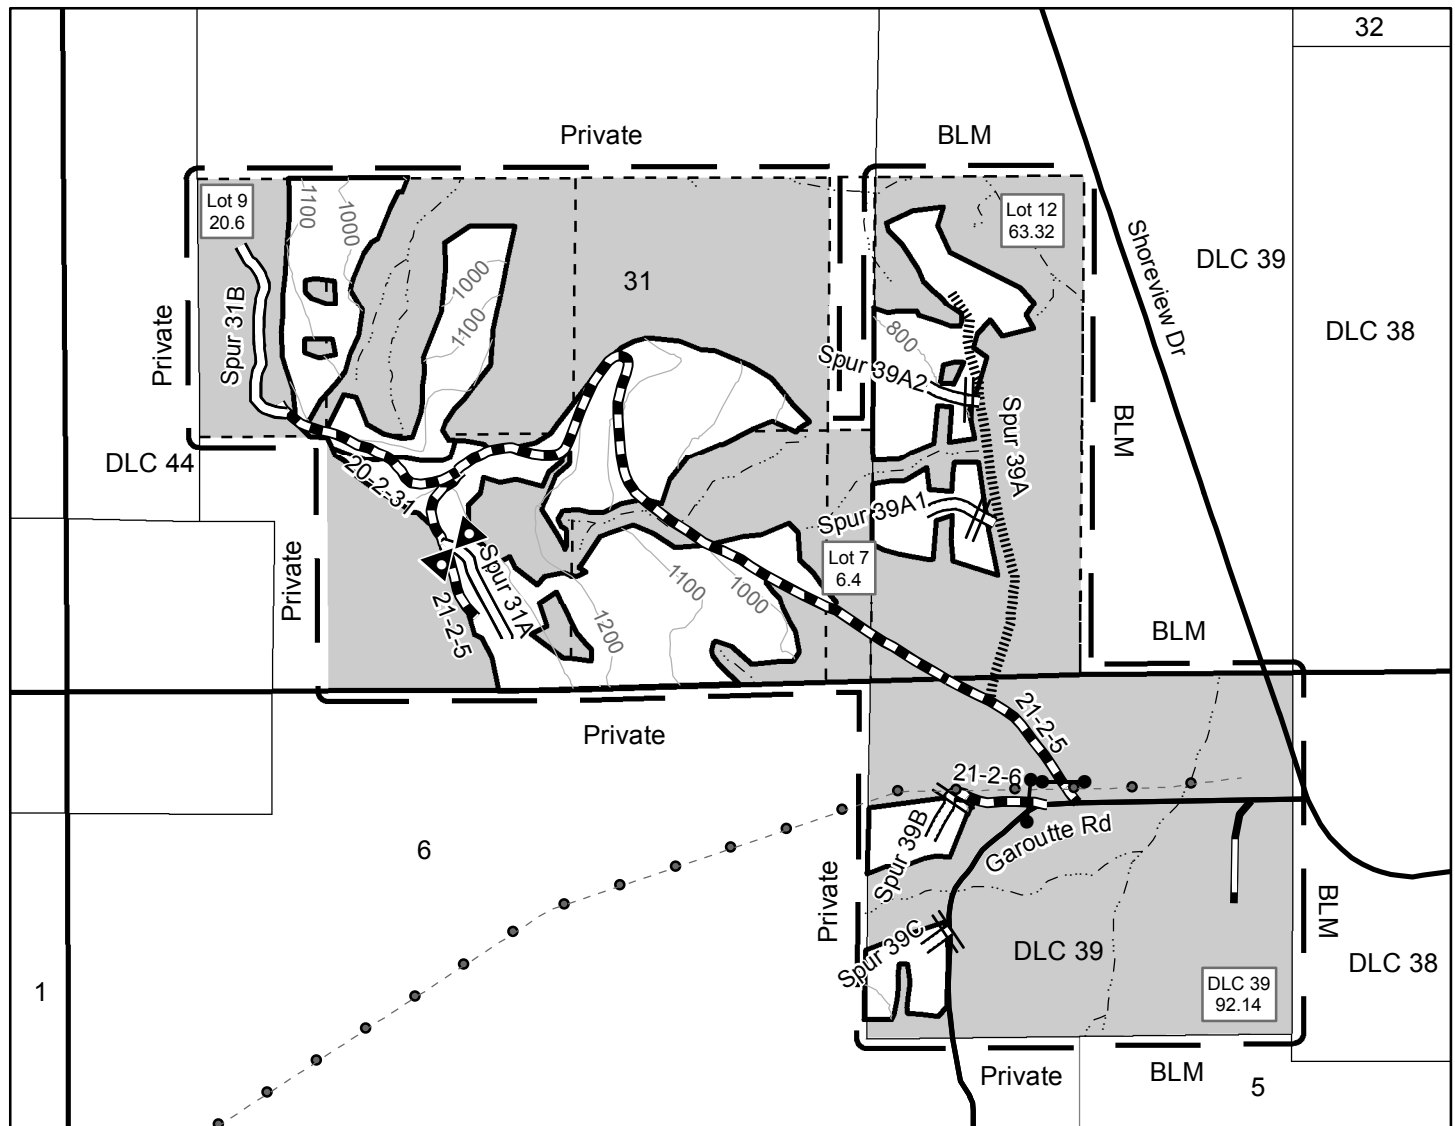 32
Private
BLM
Lot 9
20.6
1100
1000
Lot 12
63.32
Shoreview Dr
DLC 39
31
1000
1100
Spur 31B
Private
800
Spur 39A2
DLC 38
Spur 39A
BLM
DLC 44
20-2-31
Spur 39A1
Private
Spur 31A
21-2-5
Lot 7
6.4
1100
1000
1200
BLM
Private
21-2-5
21-2-6
Garoutte Rd
Spur 39B
6
Private
BLM
Spur 39C
DLC 39
DLC 38
1
DLC 39
92.14
Private
BLM
5